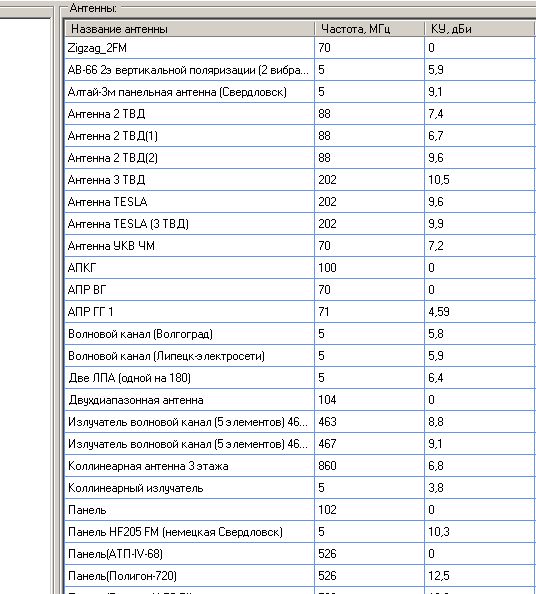 Антенны:
Название антенны Частота, МГц КУ, дБи
Zigzag_2FM 70 0
АВ-66 2э вертикальной поляризации (2 вибра... 5 5,9
Алтай-3м панельная антенна (Свердловск) 5 9,1
Антенна 2 ТВД 88 7,4
Антенна 2 ТВД(1) 88 6,7
Антенна 2 ТВД(2) 88 9,6
Антенна 3 ТВД 202 10,5
Антенна TESLA 202 9,6
Антенна TESLA (3 ТВД) 202 9,9
Антенна УКВ ЧМ 70 7,2
АПКГ 100 0
АПР ВГ 70 0
АПР ГГ 1 71 4,59
Волновой канал (Волгоград) 5 5,8
Волновой канал (Липецк-электросети) 5 5,9
Две ЛПА (одной на 180) 5 6,4
Двухдиапазонная антенна 104 0
Излучатель волновой канал (5 элементов) 46... 463 8,8
Излучатель волновой канал (5 элементов) 46... 467 9,1
Коллинеарная антенна 3 этажа 860 6,8
Коллинеарный излучатель 5 3,8
Панель 102 0
Панель HF205 FM (немецкая Свердловск) 5 10,3
Панель(АТП-IV-68) 526 0
Панель(Полигон-720) 526 12,5